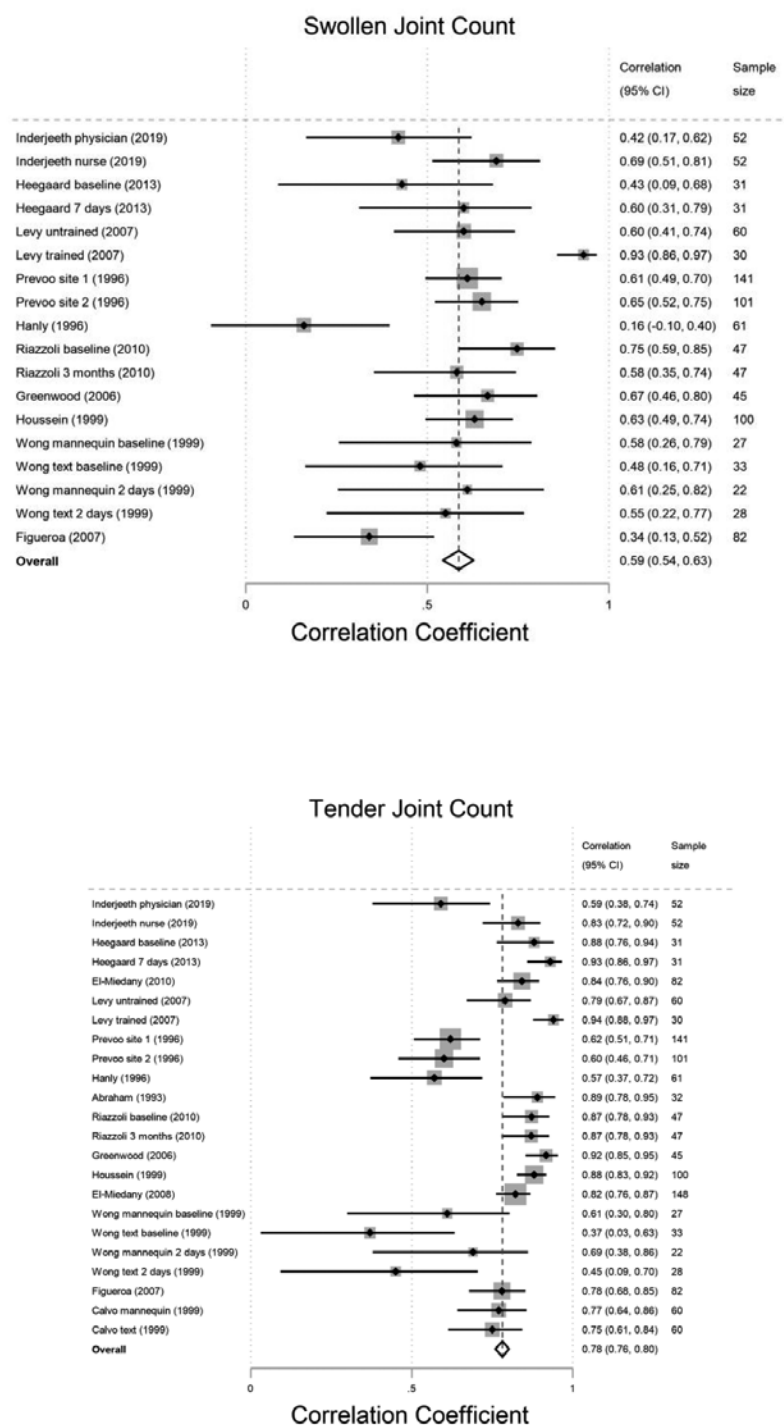 Swollen Joint Count
Correlation Sample
(95% CI) size
Inderjeeth physician (2019) 0.42 (0.17, 0.62) 52
Inderjeeth nurse (2019) 0.69 (0.51, 0.81) 52
Heegaard baseline (2013) 0.43 (0.09, 0.68) 31
Heegaard 7 days (2013) 0.60 (0.31, 0.79) 31
Levy untrained (2007) 0.60 (0.41, 0.74) 60
Levy trained (2007) 0.93 (0.86, 0.97) 30
Prevoo site 1 (1996) 0.61 (0.49, 0.70) 141
Prevoo site 2 (1996) 0.65 (0.52, 0.75) 101
Hanly (1996) 0.16 (-0.10, 0.40) 61
Riazzoli baseline (2010) 0.75 (0.59, 0.85) 47
Riazzoli 3 months (2010) 0.58 (0.35, 0.74) 47
Greenwood (2006) 0.67 (0.46, 0.80) 45
Houssein (1999) 0.63 (0.49, 0.74) 100
Wong mannequin baseline (1999) 0.58 (0.26, 0.79) 27
Wong text baseline (1999) 0.48 (0.16, 0.71) 33
Wong mannequin 2 days (1999) 0.61 (0.25, 0.82) 22
Wong text 2 days (1999) 0.55 (0.22, 0.77) 28
Figueroa (2007) 0.34 (0.13, 0.52) 82
Overall 0.59 (0.54, 0.63)
0 .5 1
Correlation Coefficient
Tender Joint Count
Correlation Sample
(95% CI) size
Inderjeeth physician (2019) 0.59 (0.38, 0.74) 52
Inderjeeth nurse (2019) 0.83 (0.72, 0.90) 52
Heegaard baseline (2013) 0.88 (0.76, 0.94) 31
Heegaard 7 days (2013) 0.93 (0.86, 0.97) 31
El-Miedany (2010) 0.84 (0.76, 0.90) 82
Levy untrained (2007) 0.79 (0.67, 0.87) 60
Levy trained (2007) 0.94 (0.88, 0.97) 30
Prevoo site 1 (1996) 0.62 (0.51, 0.71) 141
Prevoo site 2 (1996) 0.60 (0.46, 0.71) 101
Hanly (1996) 0.57 (0.37, 0.72) 61
Abraham (1993) 0.89 (0.78, 0.95) 32
Riazzoli baseline (2010) 0.87 (0.78, 0.93) 47
Riazzoli 3 months (2010) 0.87 (0.78, 0.93) 47
Greenwood (2006) 0.92 (0.85, 0.95) 45
Houssein (1999) 0.88 (0.83, 0.92) 100
El-Miedany (2008) 0.82 (0.76, 0.87) 148
Wong mannequin baseline (1999) 0.61 (0.30, 0.80) 27
Wong text baseline (1999) 0.37 (0.03, 0.63) 33
Wong mannequin 2 days (1999) 0.69 (0.38, 0.86) 22
Wong text 2 days (1999) 0.45 (0.09, 0.70) 28
Figueroa (2007) 0.78 (0.68, 0.85) 82
Calvo mannequin (1999) 0.77 (0.64, 0.86) 60
Calvo text (1999) 0.75 (0.61, 0.84) 60
Overall 0.78 (0.76, 0.80)
0 .5 1
Correlation Coefficient